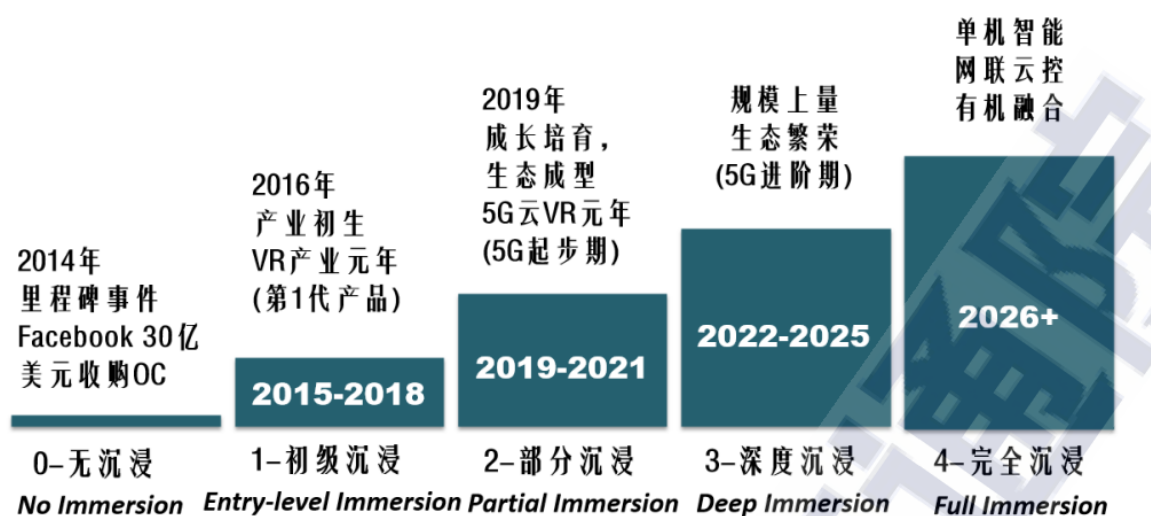 2014年
里程碑事件
Facebook 30亿
美元收购OC
0-无沉浸
No Immersion
2016年
产业初生
VR产业元年
(第1代产品)
2015-2018
1-初级沉浸
Entry-level Immersion
2019年
成长培育，
生态成型
5G云VR元年
(5G起步期)
2019-2021
2-部分沉浸
Partial Immersion
规模上量
生态繁荣
(5G进阶期)
2022-2025
3-深度沉浸
Deep Immersion
单机智能
网联云控
有机融合
2026+
4-完全沉浸
Full Immersion